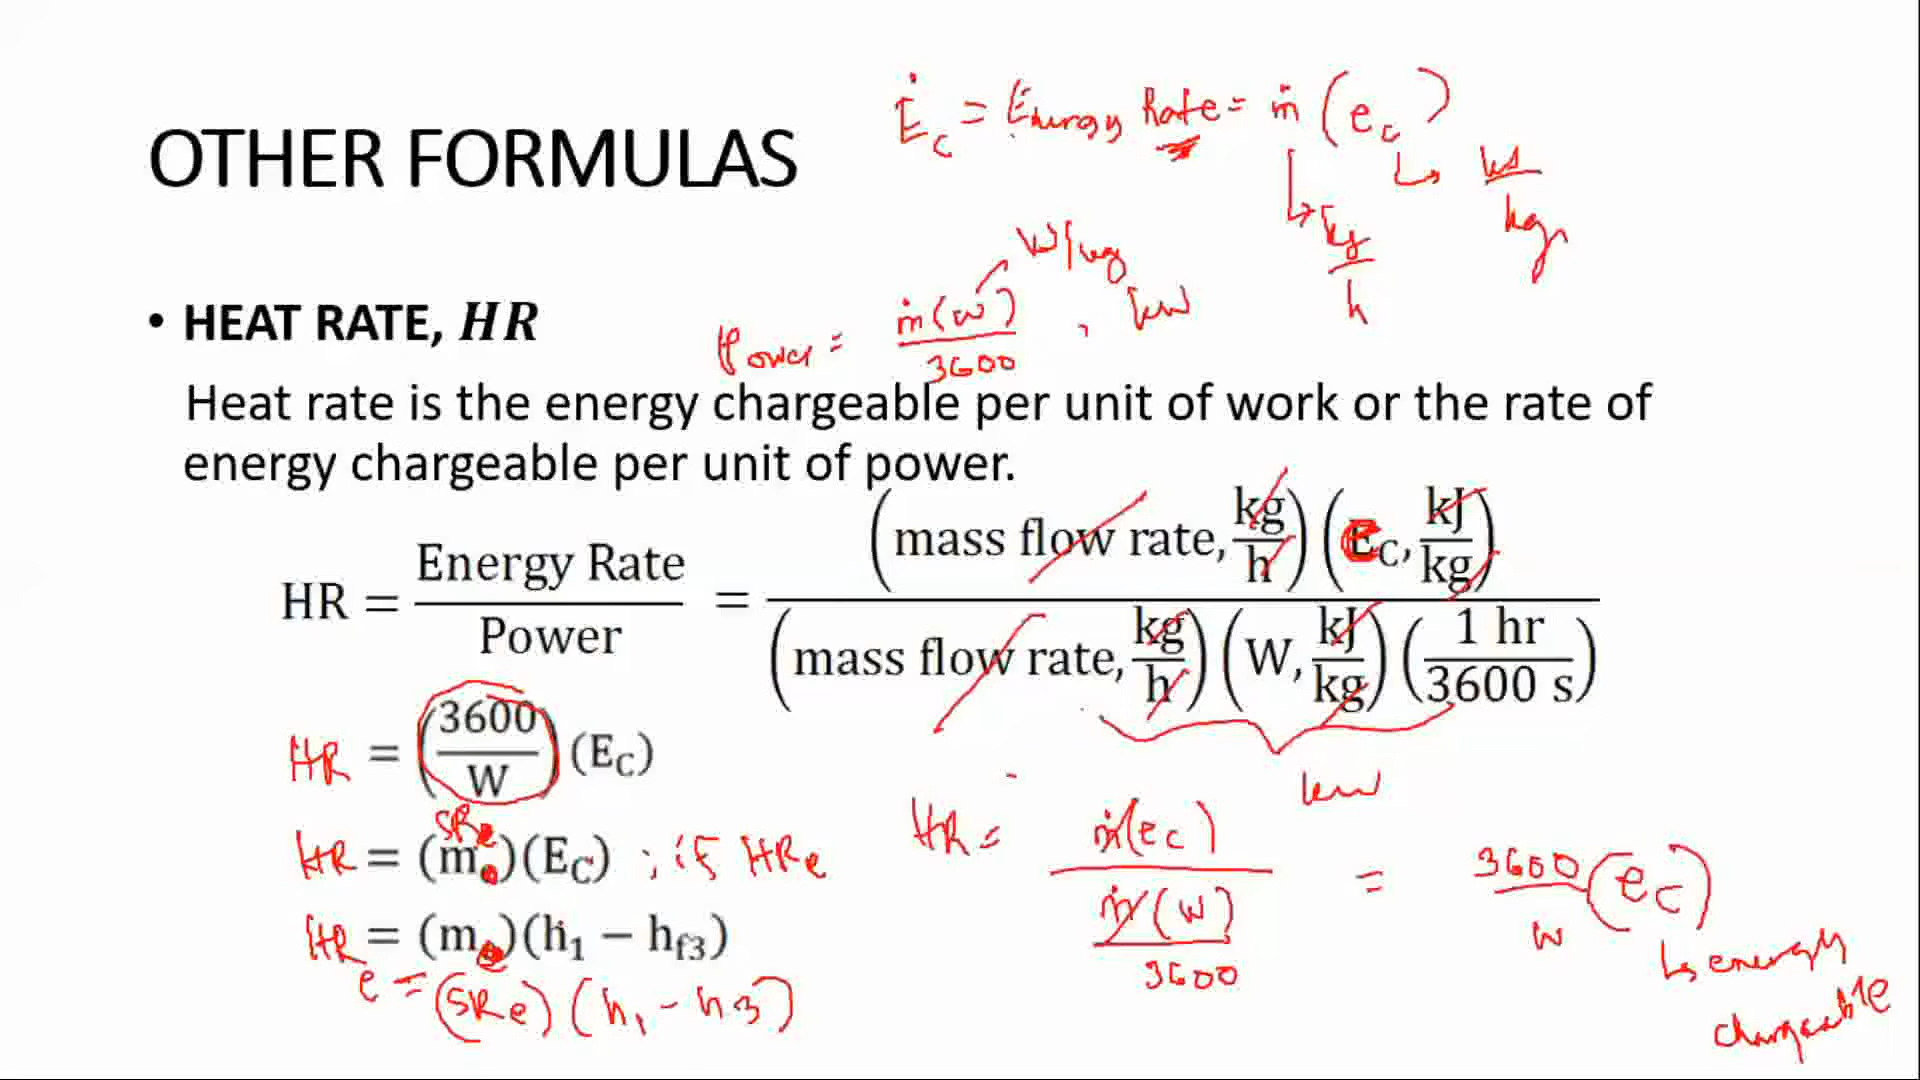 Ė_C = Energy Rate = ṁ (e_c)
OTHER FORMULAS
kJ/kg
kg/h
W/kg
• HEAT RATE, HR
Power = ṁ(w)/3600 , kW
Heat rate is the energy chargeable per unit of work or the rate of
energy chargeable per unit of power.
HR = Energy Rate / Power = (mass flow rate, kg/h)(eC, kJ/kg) / (mass flow rate, kg/h)(W, kJ/kg)(1 hr/3600 s)
kW
HR = (3600/W)(EC)
HR = ṁ(ec) / (ṁ(w)/3600) = 3600/w (ec)
SRe
HR = (m)(EC) ; if HRe
↳ energy
chargeable
HR = (m)(h1 − hf3)
e = (SRe)(h1 - h3)